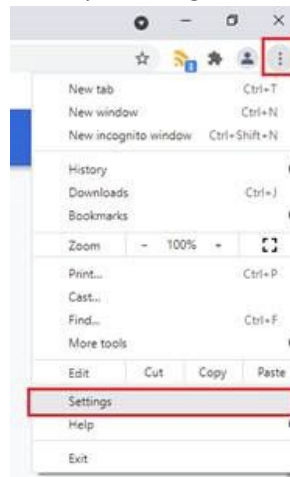 New tab Ctrl+T
New window Ctrl+N
New incognito window Ctrl+Shift+N
History
Downloads Ctrl+J
Bookmarks
Zoom - 100% +
Print... Ctrl+P
Cast...
Find... Ctrl+F
More tools
Edit Cut Copy Paste
Settings
Help
Exit